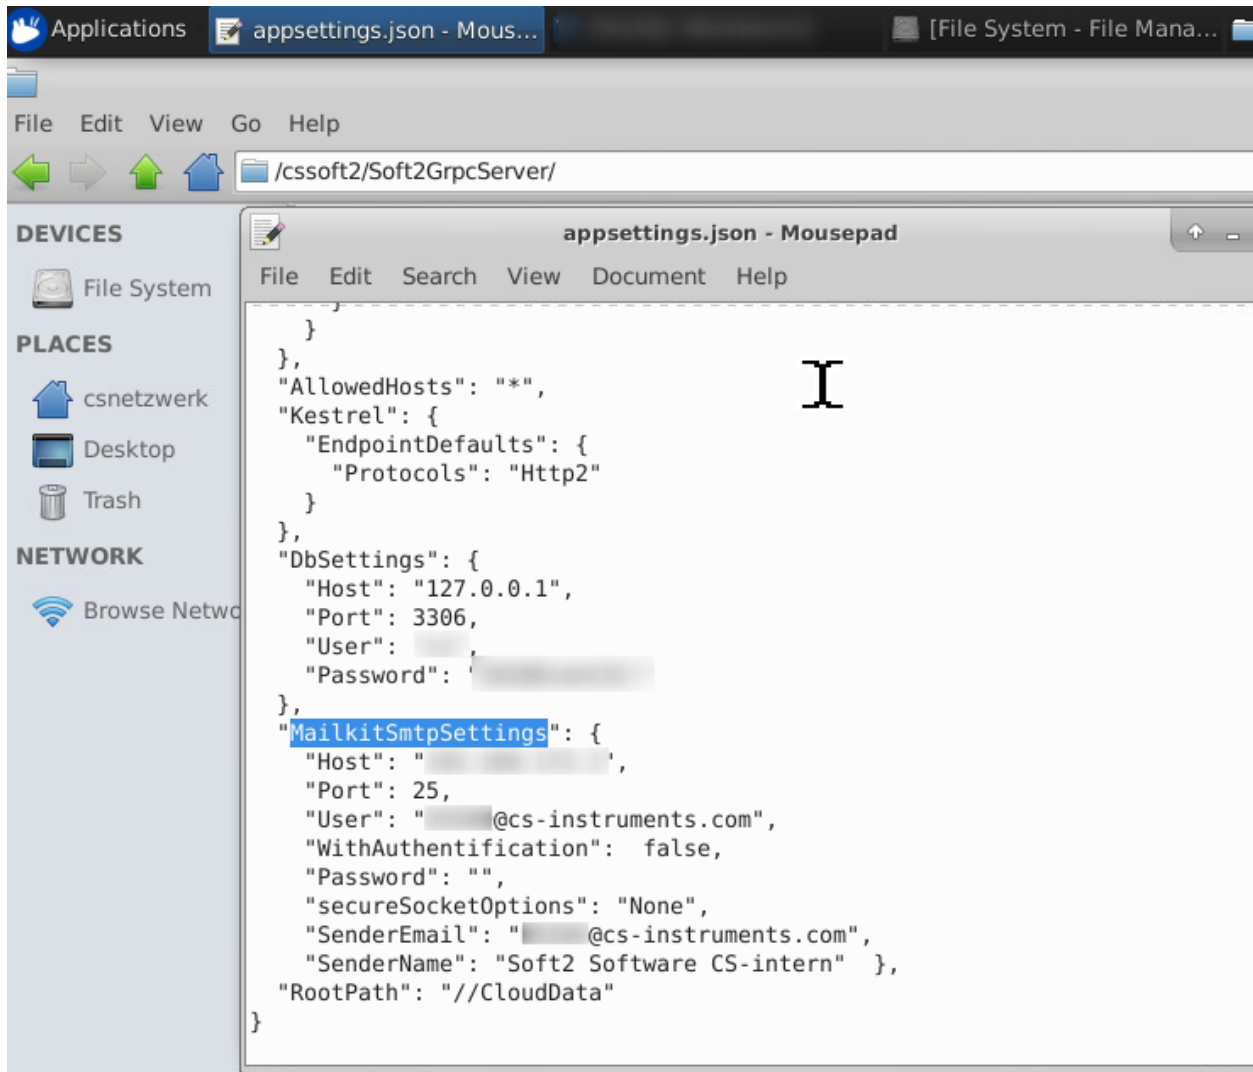 Applications
appsettings.json - Mous...
[File System - File Mana...
File Edit View Go Help
/cssoft2/Soft2GrpcServer/
DEVICES
File System
PLACES
csnetzwerk
Desktop
Trash
NETWORK
Browse Netwo
appsettings.json - Mousepad
File Edit Search View Document Help
}
}
},
"AllowedHosts": "*",
"Kestrel": {
"EndpointDefaults": {
"Protocols": "Http2"
}
},
"DbSettings": {
"Host": "127.0.0.1",
"Port": 3306,
"User": ,
"Password": "
},
"MailkitSmtpSettings": {
"Host": " ",
"Port": 25,
"User": " @cs-instruments.com",
"WithAuthentification": false,
"Password": "",
"secureSocketOptions": "None",
"SenderEmail": " @cs-instruments.com",
"SenderName": "Soft2 Software CS-intern" },
"RootPath": "//CloudData"
}